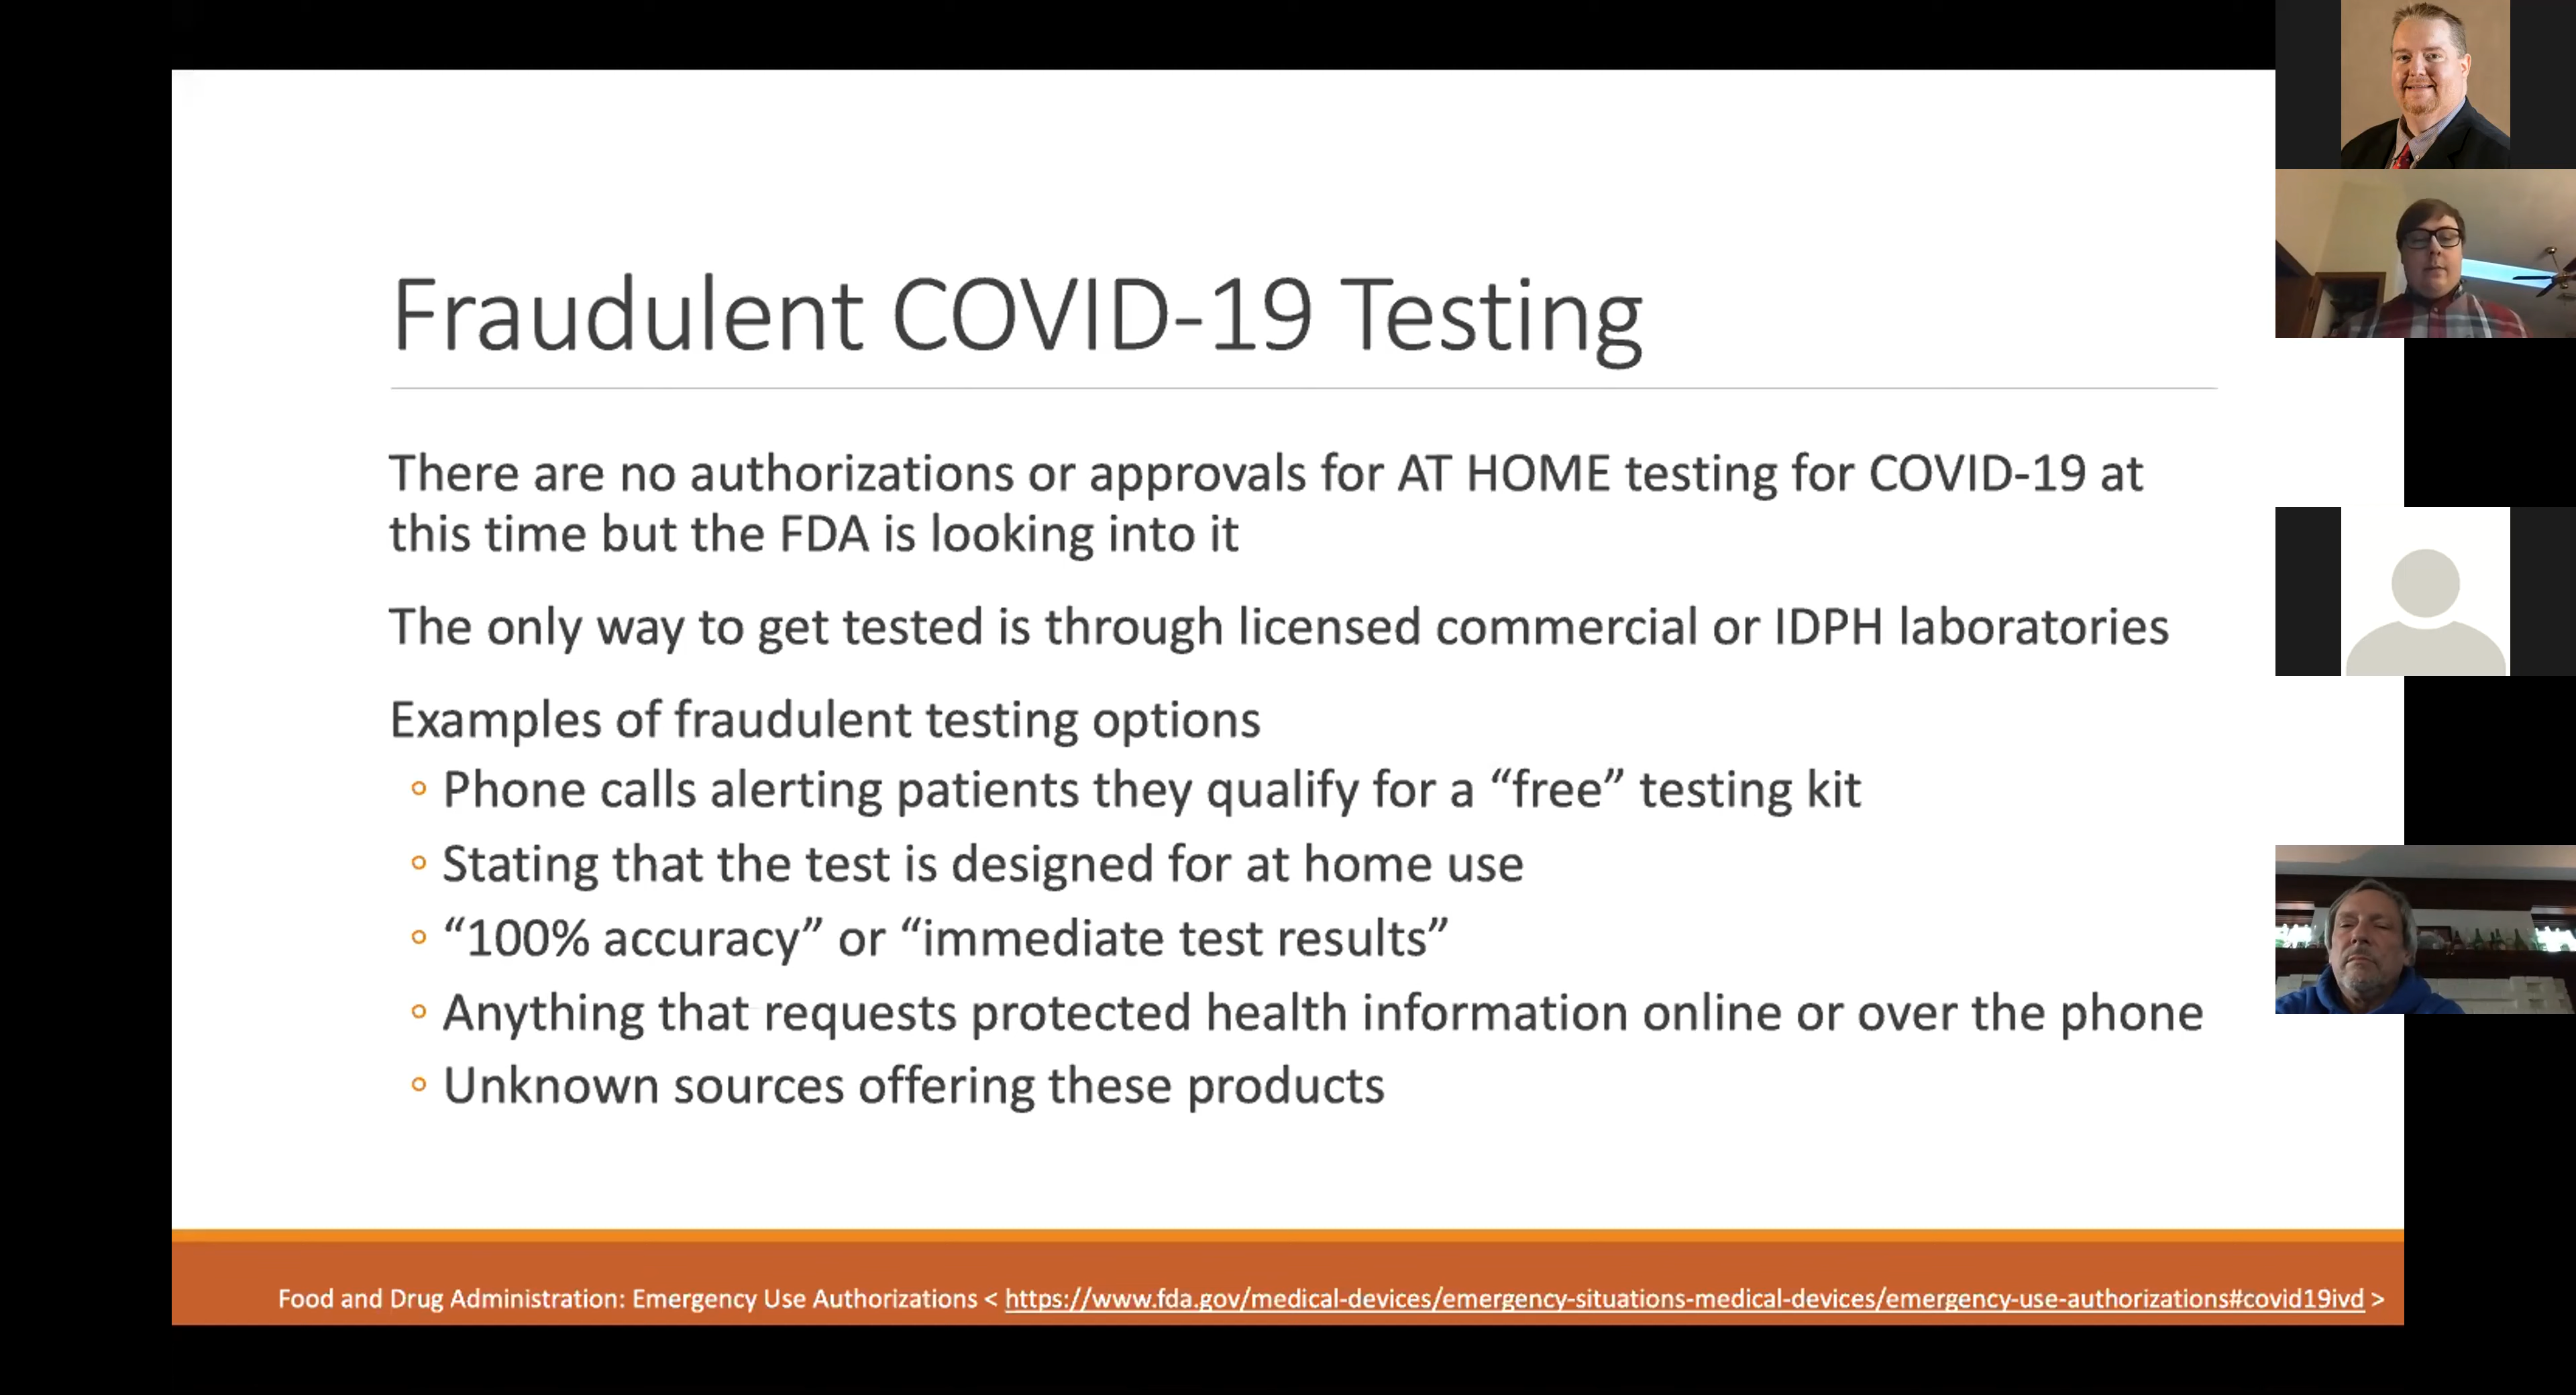 Fraudulent COVID-19 Testing
There are no authorizations or approvals for AT HOME testing for COVID-19 at
this time but the FDA is looking into it
The only way to get tested is through licensed commercial or IDPH laboratories
Examples of fraudulent testing options
◦ Phone calls alerting patients they qualify for a “free” testing kit
◦ Stating that the test is designed for at home use
◦ “100% accuracy” or “immediate test results”
◦ Anything that requests protected health information online or over the phone
◦ Unknown sources offering these products
Food and Drug Administration: Emergency Use Authorizations < https://www.fda.gov/medical-devices/emergency-situations-medical-devices/emergency-use-authorizations#covid19ivd >